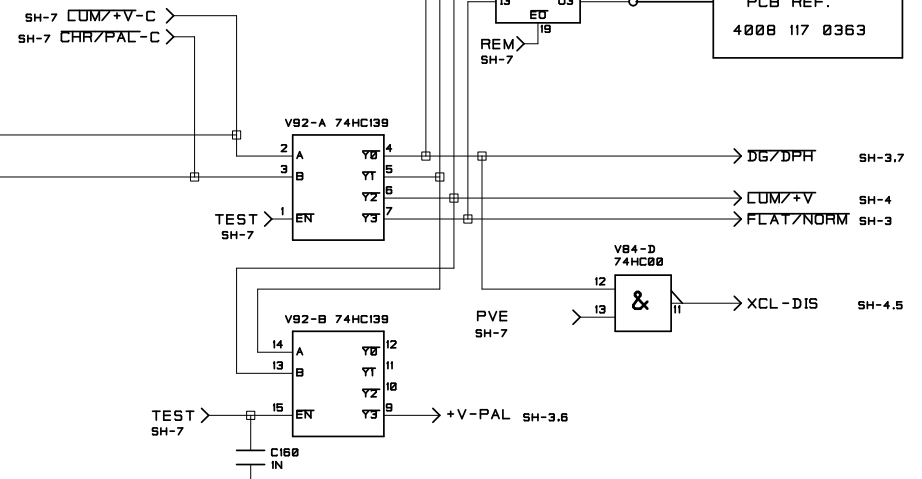 SH-7 LUM/+V-C
SH-7 CHR/PAL-C
13
03
EO
19
REM
SH-7
PCB REF.
4008 117 0363
V92-A 74HC139
2 A Y0 4
3 B Y1 5
Y2 6
1 EN Y3 7
TEST
SH-7
DG/DPH SH-3,7
LUM/+V SH-4
FLAT/NORM SH-3
V84-D
74HC00
12
13
&
11
XCL-DIS SH-4.5
PVE
SH-7
V92-B 74HC139
14 A Y0 12
13 B Y1 11
Y2 10
15 EN Y3 9
TEST
SH-7
+V-PAL SH-3.6
C160
1N